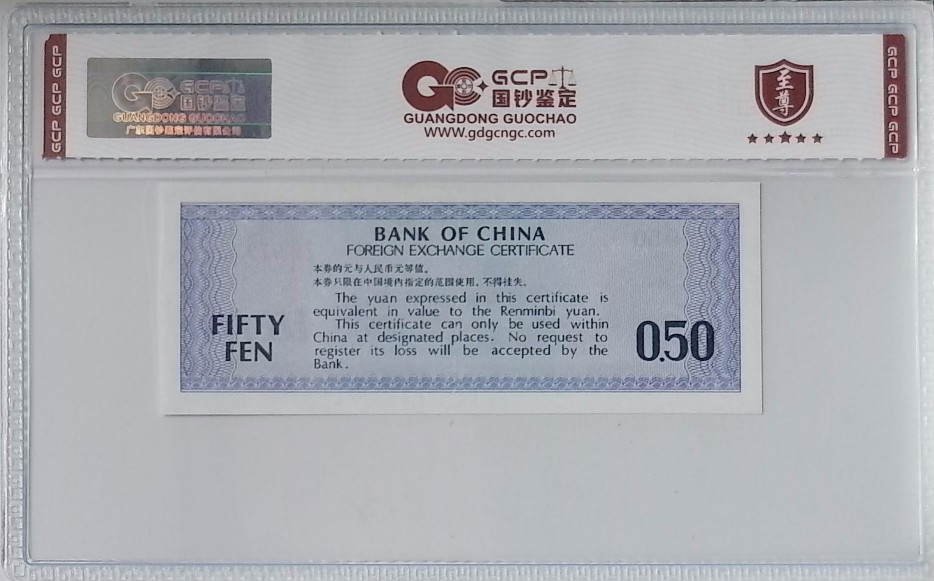 GCP GCP GCP
GCP
国钞鉴定
GUANGDONG GUOCHAO
广东国钞鉴定评估有限公司
GCP
国钞鉴定
GUANGDONG GUOCHAO
www.gdgcngc.com
至尊
GCP GCP GCP
BANK OF CHINA
FOREIGN EXCHANGE CERTIFICATE
本券的元与人民币元等值。
本券只限在中国境内指定的范围使用，不得挂失。
The yuan expressed in this certificate is
equivalent in value to the Renminbi yuan.
This certificate can only be used within
China at designated places. No request to
register its loss will be accepted by the
Bank.
FIFTY
FEN
0.50